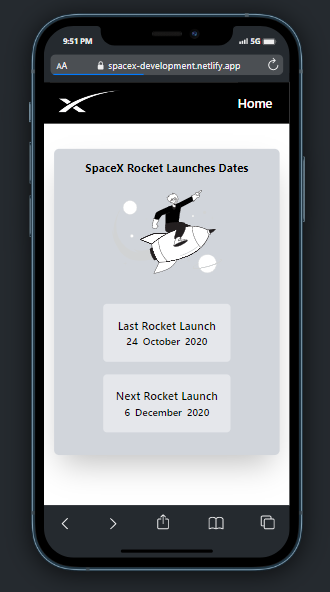 9:51 PM
5G
AA
spacex-development.netlify.app
Home
SpaceX Rocket Launches Dates
Last Rocket Launch
24 October 2020
Next Rocket Launch
6 December 2020